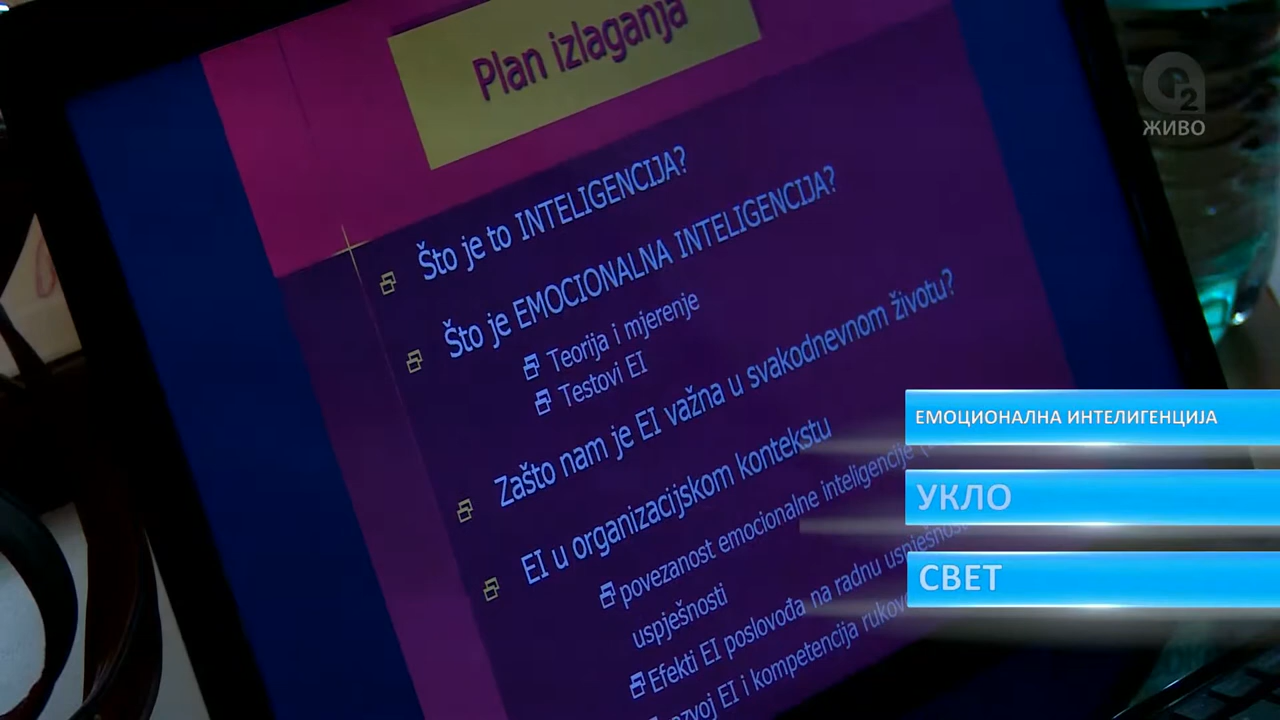 Plan izlaganja
Što je to INTELIGENCIJA?
Što je EMOCIONALNA INTELIGENCIJA?
Teorija i mjerenje
Testovi EI
Zašto nam je EI važna u svakodnevnom životu?
EI u organizacijskom kontekstu
povezanost emocionalne inteligencije
uspješnosti
Efekti EI poslovođa na radnu uspješnost
EI i kompetencija
2
ЖИВО
ЕМОЦИОНАЛНА ИНТЕЛИГЕНЦИЈА
УКЛО
СВЕТ